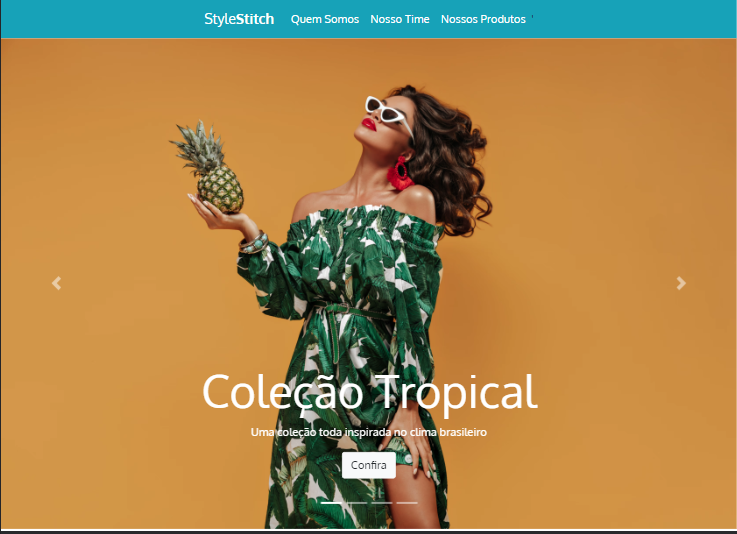 StyleStitch Quem Somos Nosso Time Nossos Produtos
Coleção Tropical
Uma coleção toda inspirada no clima brasileiro
Confira